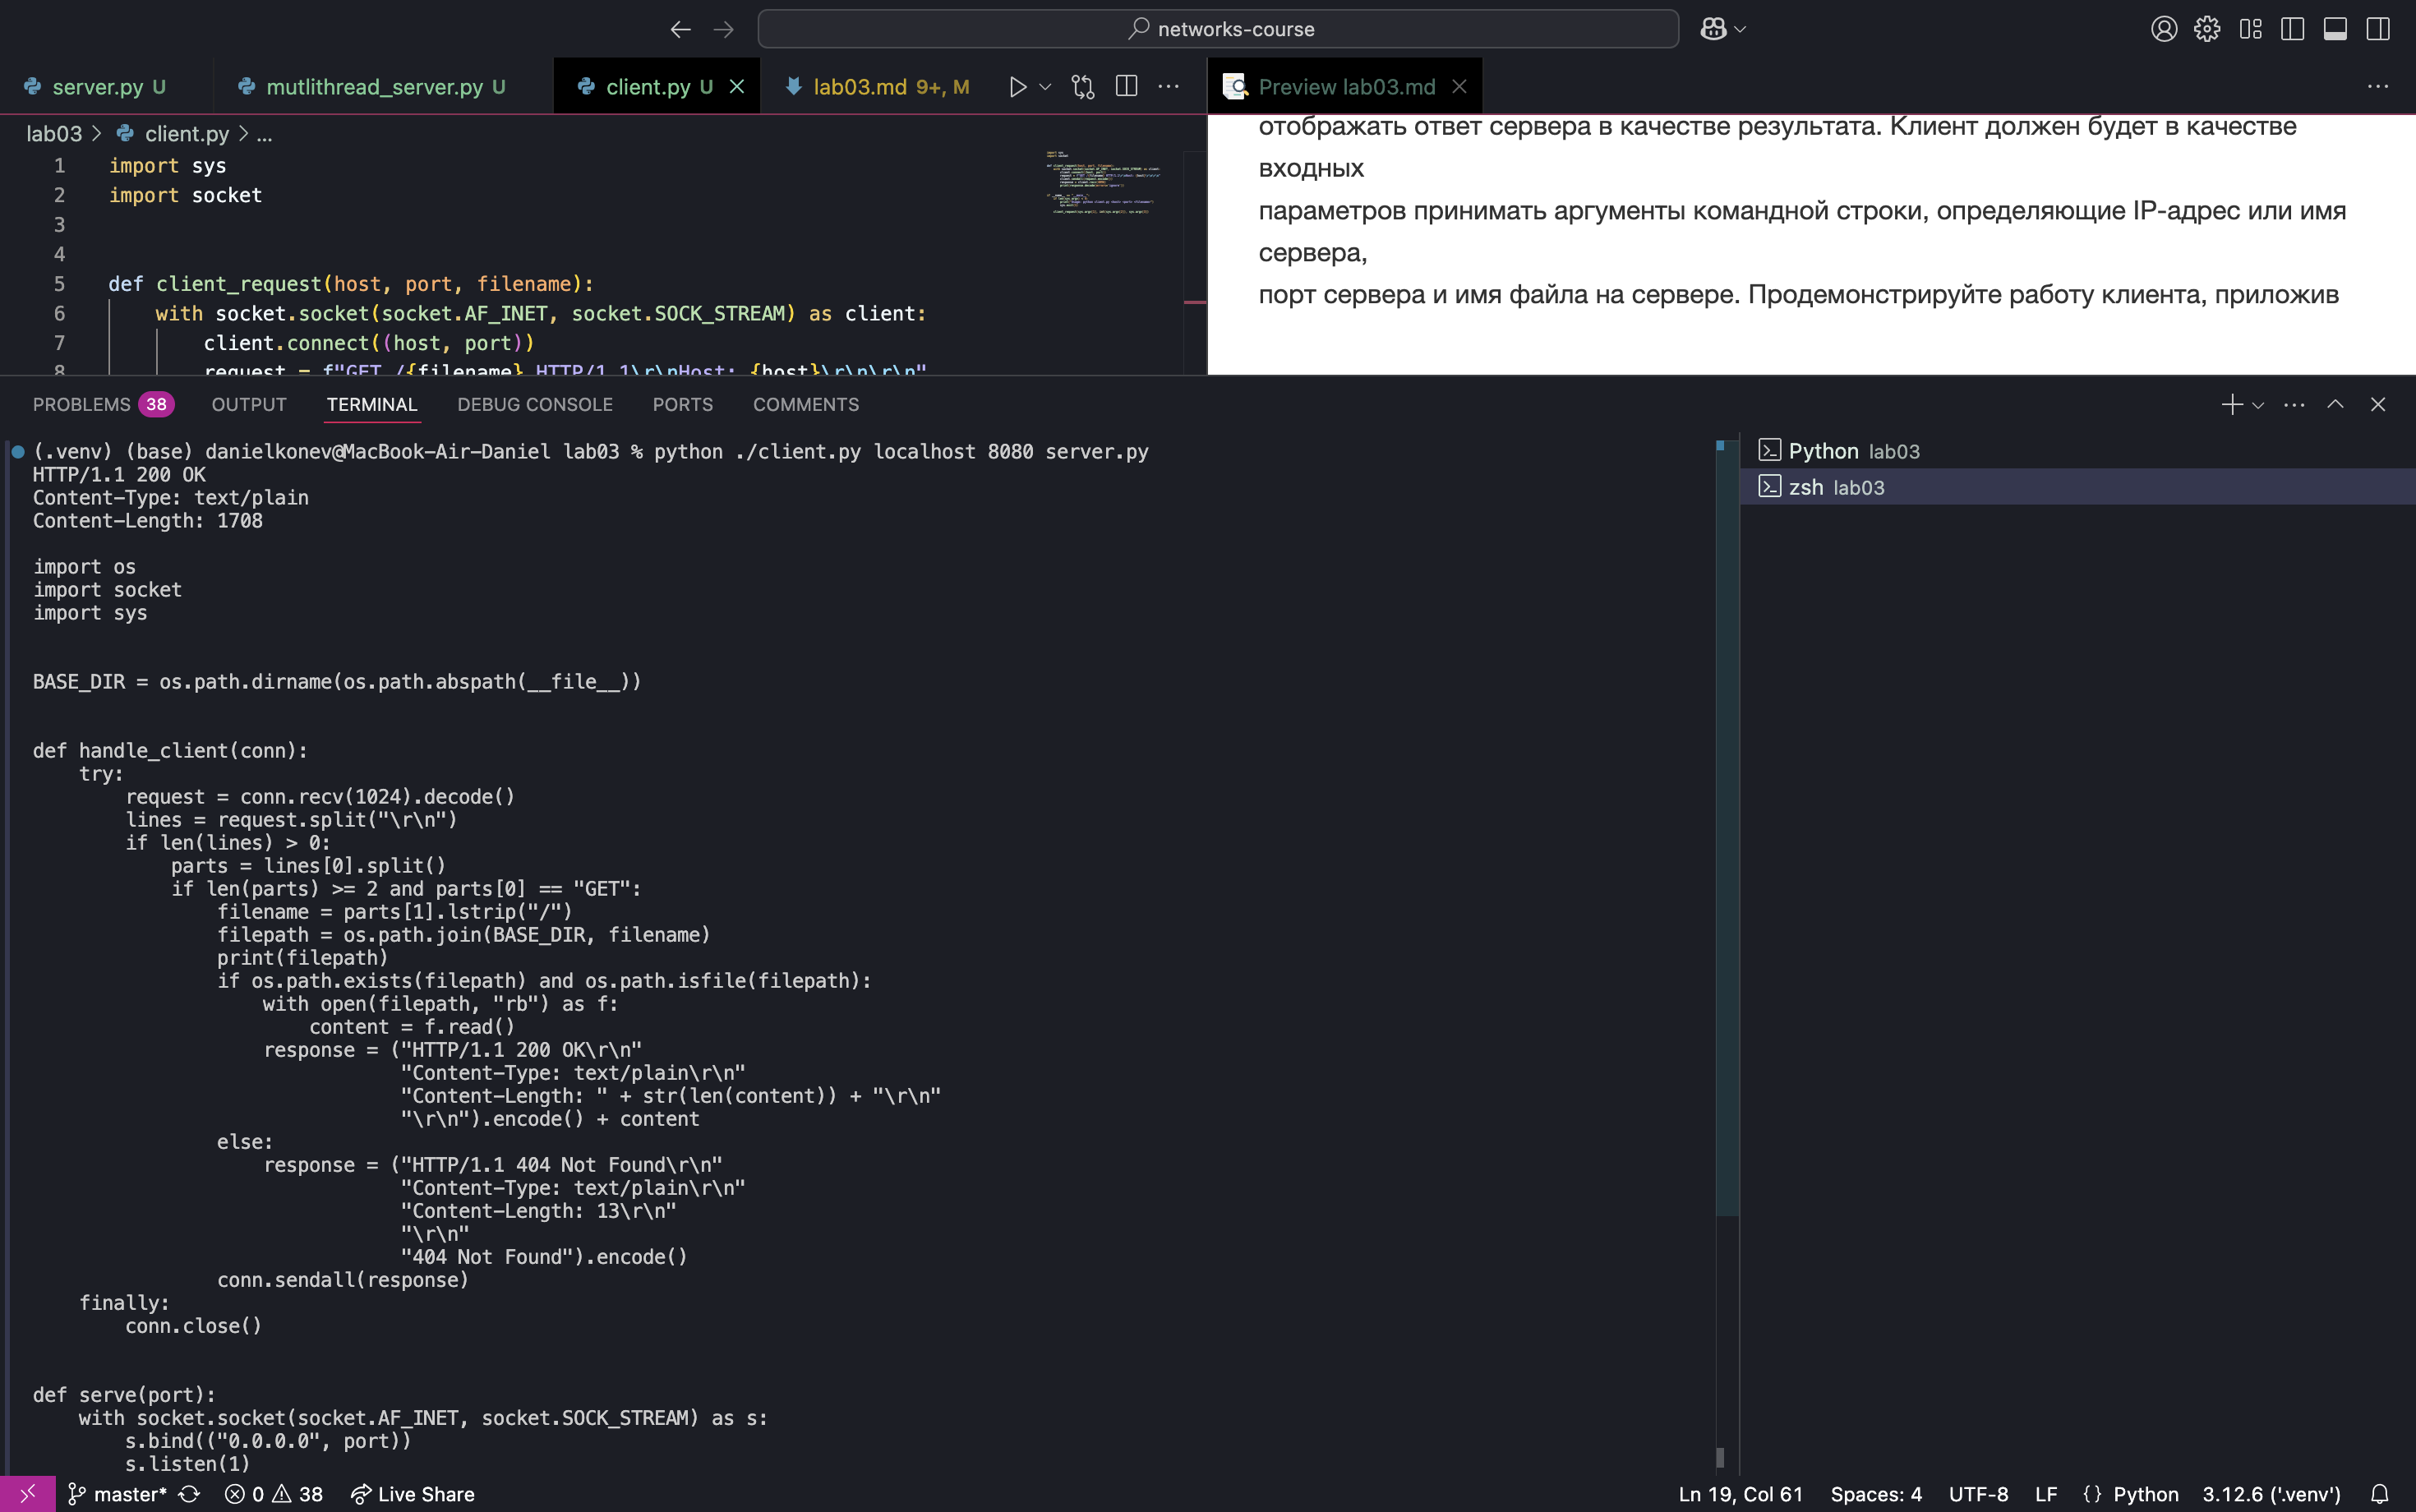 networks-course
server.py U
mutlithread_server.py U
client.py U
lab03.md 9+, M
Preview lab03.md
lab03 > client.py > ...
1 import sys
2 import socket
3
4
5 def client_request(host, port, filename):
6     with socket.socket(socket.AF_INET, socket.SOCK_STREAM) as client:
7         client.connect((host, port))
8         request = f"GET /{filename} HTTP/1.1\r\nHost: {host}\r\n\r\n"
отображать ответ сервера в качестве результата. Клиент должен будет в качестве
входных
параметров принимать аргументы командной строки, определяющие IP-адрес или имя
сервера,
порт сервера и имя файла на сервере. Продемонстрируйте работу клиента, приложив
PROBLEMS 38 OUTPUT TERMINAL DEBUG CONSOLE PORTS COMMENTS
(.venv) (base) danielkonev@MacBook-Air-Daniel lab03 % python ./client.py localhost 8080 server.py
HTTP/1.1 200 OK
Content-Type: text/plain
Content-Length: 1708

import os
import socket
import sys


BASE_DIR = os.path.dirname(os.path.abspath(__file__))


def handle_client(conn):
    try:
        request = conn.recv(1024).decode()
        lines = request.split("\r\n")
        if len(lines) > 0:
            parts = lines[0].split()
            if len(parts) >= 2 and parts[0] == "GET":
                filename = parts[1].lstrip("/")
                filepath = os.path.join(BASE_DIR, filename)
                print(filepath)
                if os.path.exists(filepath) and os.path.isfile(filepath):
                    with open(filepath, "rb") as f:
                        content = f.read()
                    response = ("HTTP/1.1 200 OK\r\n"
                                "Content-Type: text/plain\r\n"
                                "Content-Length: " + str(len(content)) + "\r\n"
                                "\r\n").encode() + content
                else:
                    response = ("HTTP/1.1 404 Not Found\r\n"
                                "Content-Type: text/plain\r\n"
                                "Content-Length: 13\r\n"
                                "\r\n"
                                "404 Not Found").encode()
                conn.sendall(response)
    finally:
        conn.close()


def serve(port):
    with socket.socket(socket.AF_INET, socket.SOCK_STREAM) as s:
        s.bind(("0.0.0.0", port))
        s.listen(1)
Python lab03
zsh lab03
master* 0 38 Live Share
Ln 19, Col 61 Spaces: 4 UTF-8 LF {} Python 3.12.6 ('.venv')